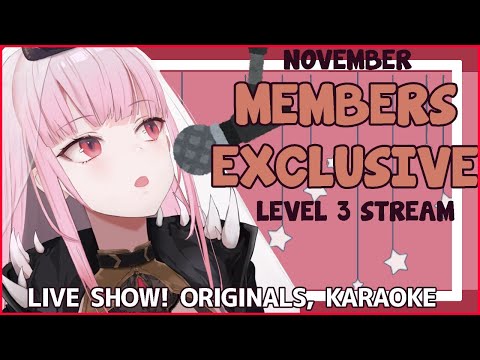 NOVEMBER
MEMBERS
EXCLUSIVE
LEVEL 3 STREAM
LIVE SHOW! ORIGINALS, KARAOKE